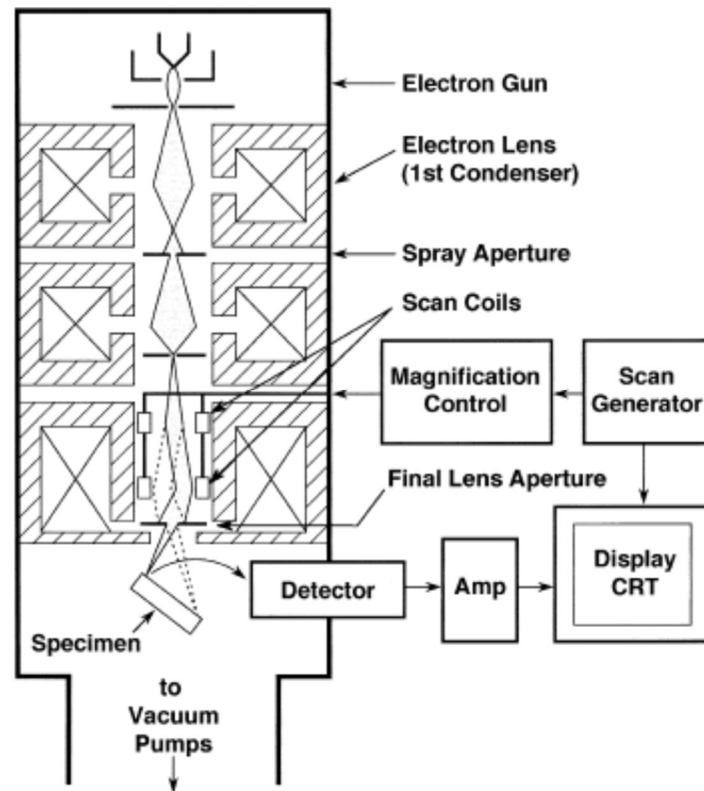 Electron Gun
Electron Lens
(1st Condenser)
Spray Aperture
Scan Coils
Magnification
Control
Scan
Generator
Final Lens Aperture
Display
CRT
Detector
Amp
Specimen
to
Vacuum
Pumps